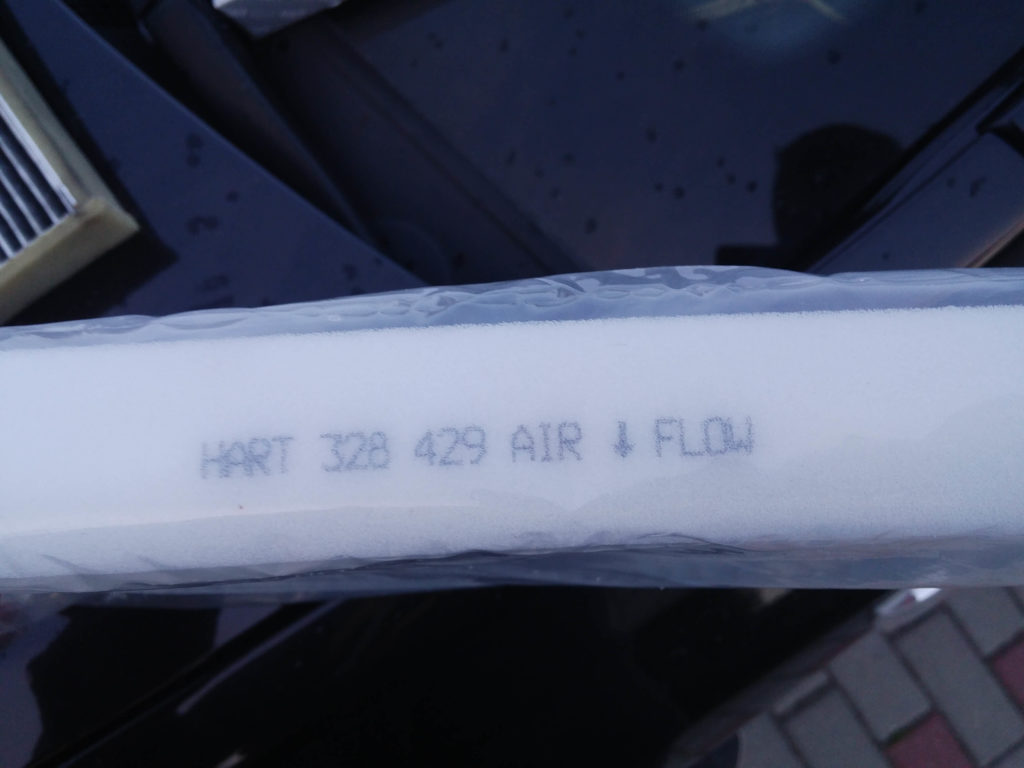 HART 328 429 AIR ↓ FLOW